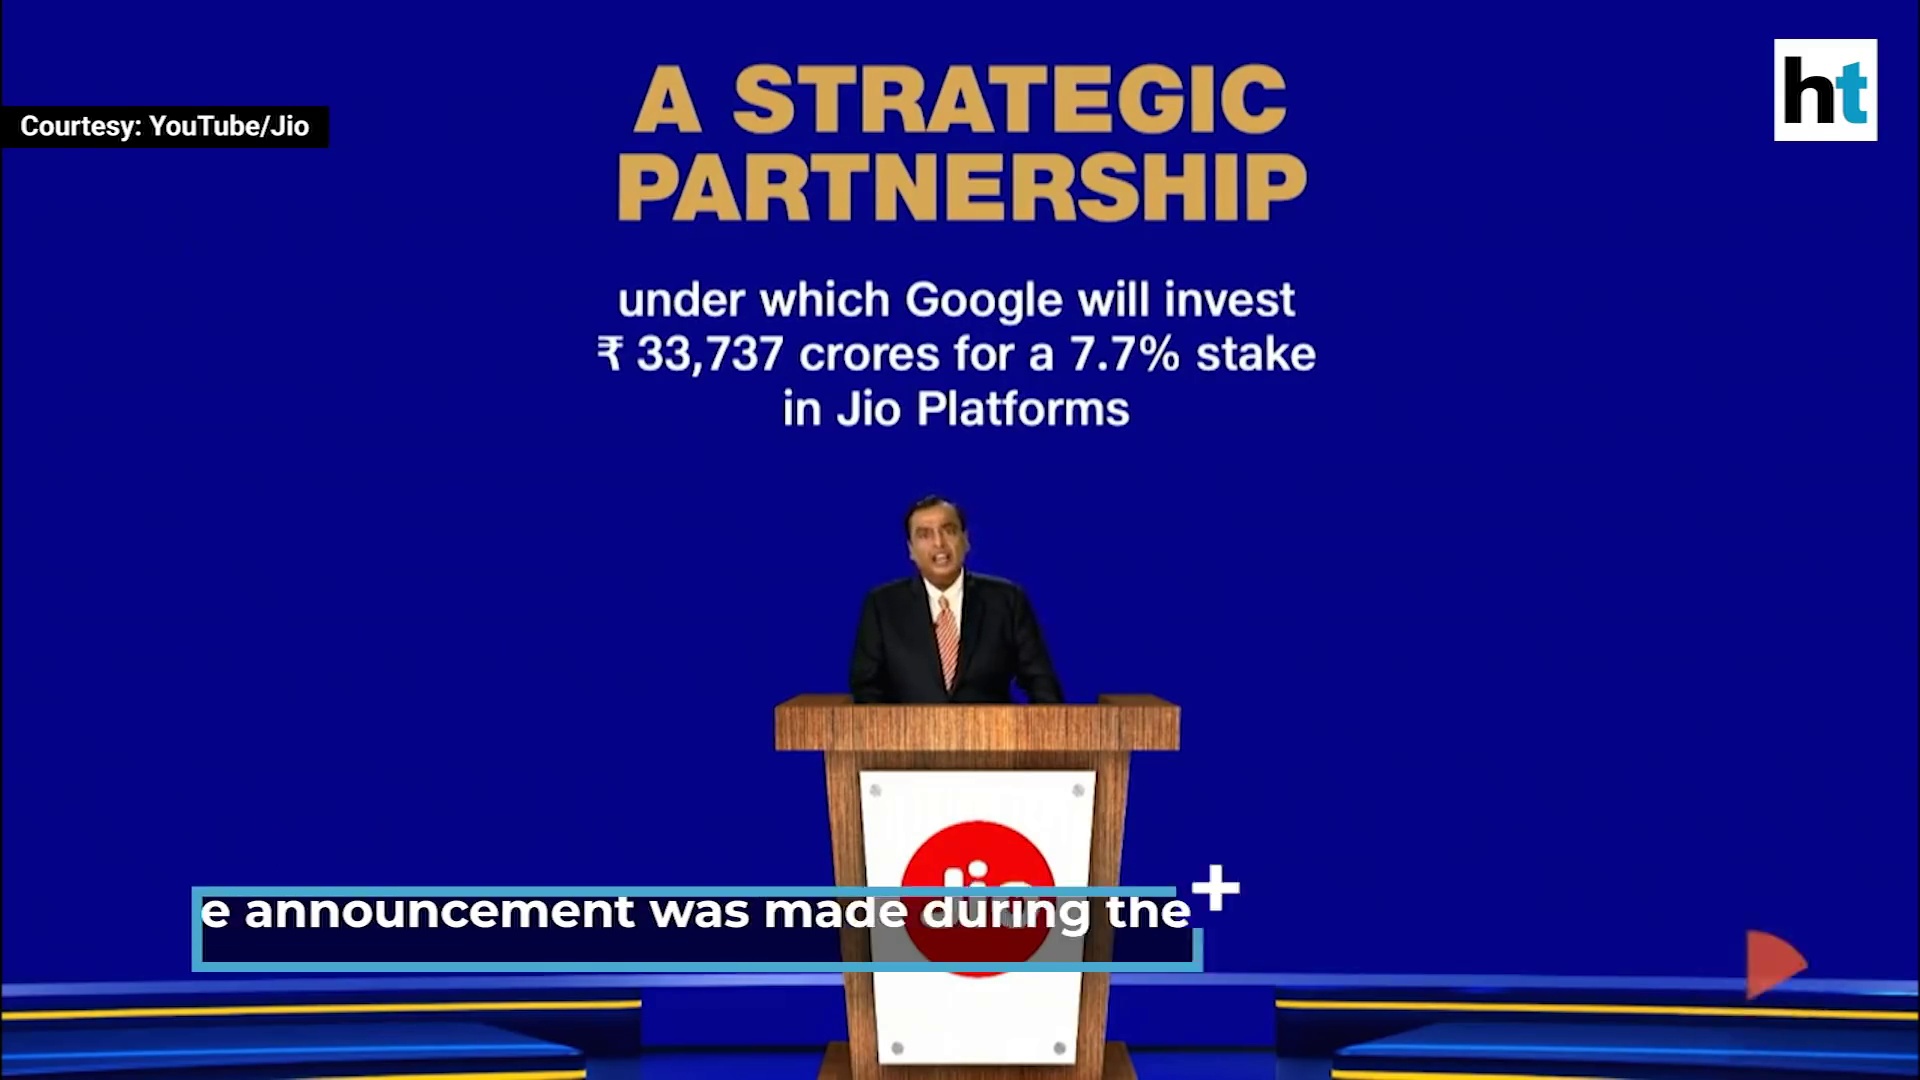 Courtesy: YouTube/Jio
ht
A STRATEGIC
PARTNERSHIP
under which Google will invest
₹ 33,737 crores for a 7.7% stake
in Jio Platforms
Jio
e announcement was made during the